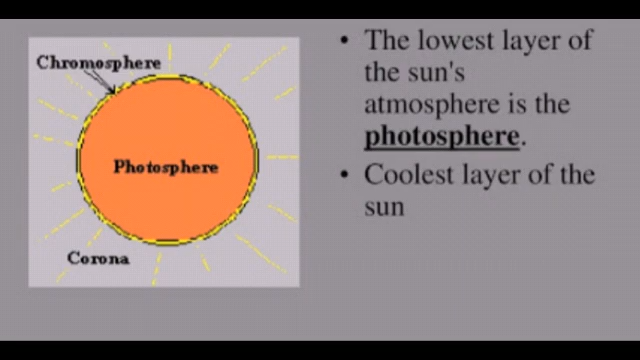 Chromosphere
Photosphere
Corona
• The lowest layer of
the sun's
atmosphere is the
photosphere.
• Coolest layer of the
sun